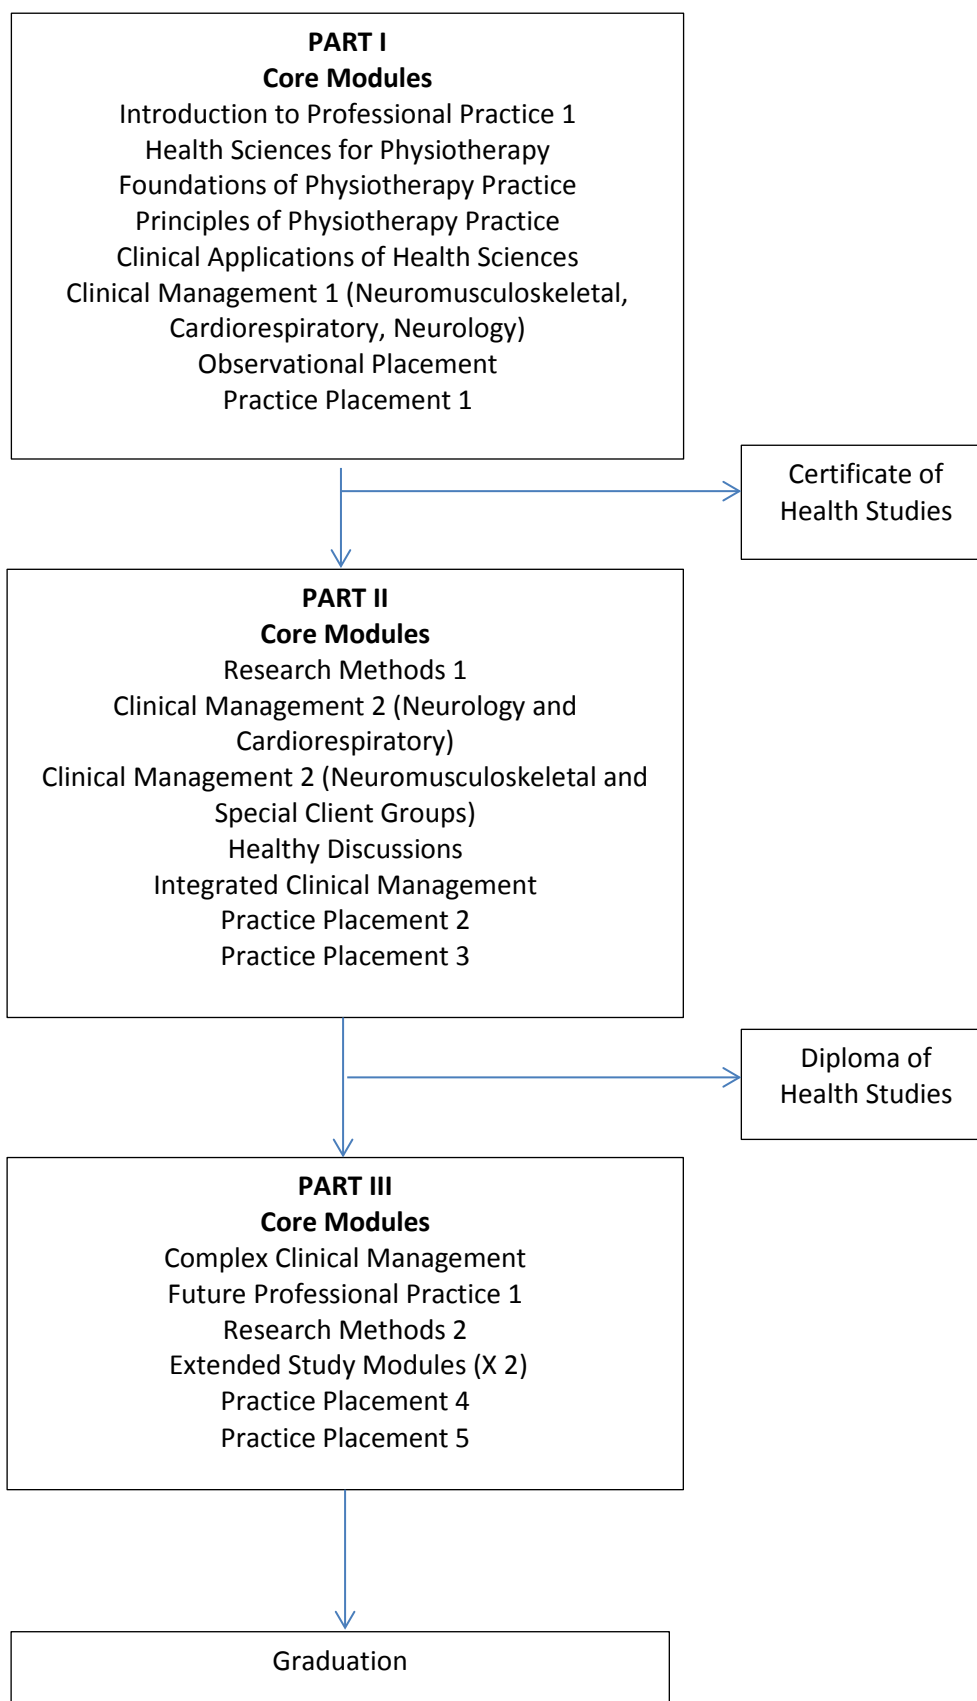 PART I
Core Modules
Introduction to Professional Practice 1
Health Sciences for Physiotherapy
Foundations of Physiotherapy Practice
Principles of Physiotherapy Practice
Clinical Applications of Health Sciences
Clinical Management 1 (Neuromusculoskeletal,
Cardiorespiratory, Neurology)
Observational Placement
Practice Placement 1
Certificate of
Health Studies
PART II
Core Modules
Research Methods 1
Clinical Management 2 (Neurology and
Cardiorespiratory)
Clinical Management 2 (Neuromusculoskeletal and
Special Client Groups)
Healthy Discussions
Integrated Clinical Management
Practice Placement 2
Practice Placement 3
Diploma of
Health Studies
PART III
Core Modules
Complex Clinical Management
Future Professional Practice 1
Research Methods 2
Extended Study Modules (X 2)
Practice Placement 4
Practice Placement 5
Graduation